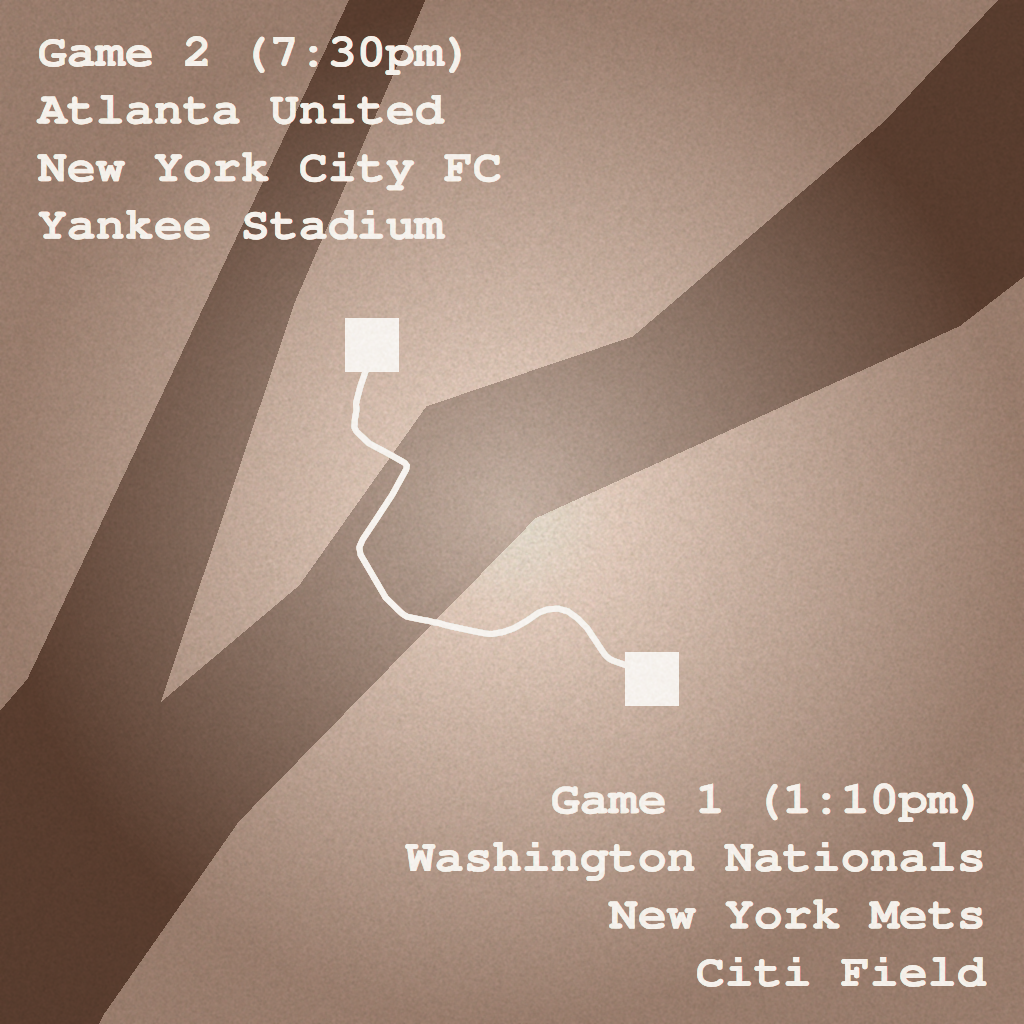 Game 2 (7:30pm)
Atlanta United
New York City FC
Yankee Stadium
Game 1 (1:10pm)
Washington Nationals
New York Mets
Citi Field